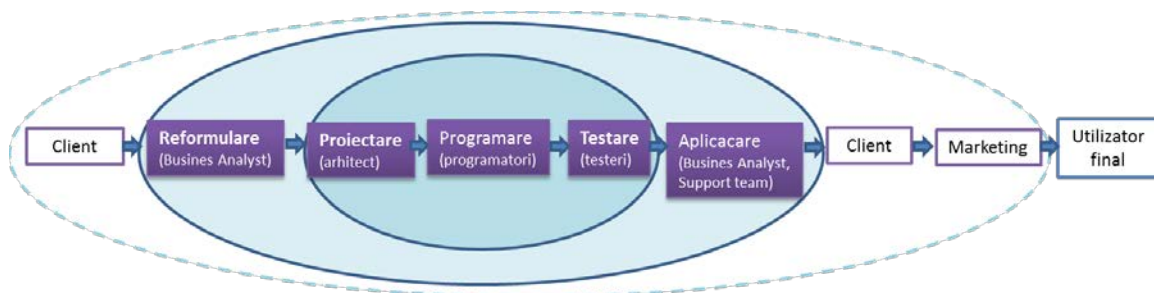 Client
Reformulare
(Busines Analyst)
Proiectare
(arhitect)
Programare
(programatori)
Testare
(testeri)
Aplicacare
(Busines Analyst,
Support team)
Client
Marketing
Utilizator
final